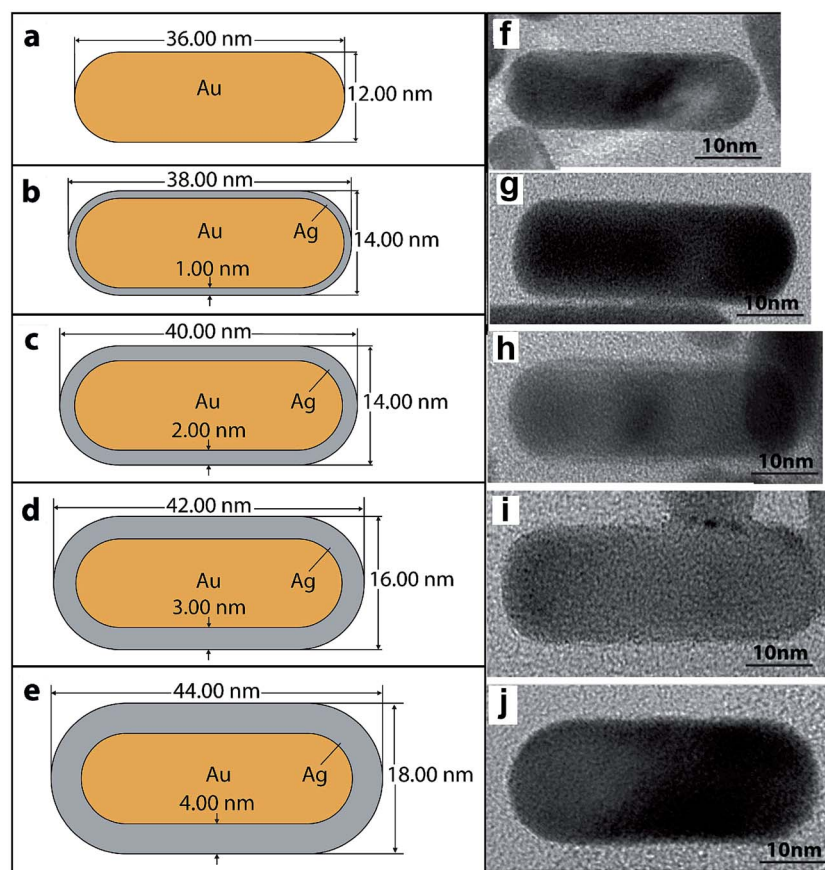 a
36.00 nm
Au
12.00 nm
b
38.00 nm
Au
Ag
14.00 nm
1.00 nm
c
40.00 nm
Au
Ag
14.00 nm
2.00 nm
d
42.00 nm
Au
Ag
16.00 nm
3.00 nm
e
44.00 nm
Au
Ag
18.00 nm
4.00 nm
f
10nm
g
10nm
h
10nm
i
10nm
j
10nm